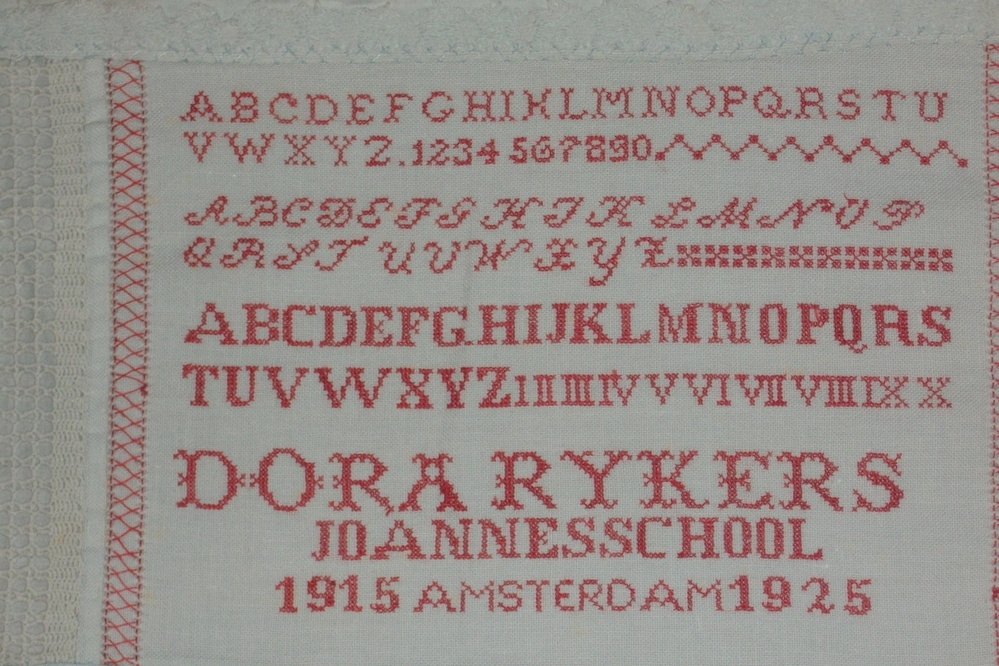 ABCDEFGHIKLMNOPQRSTU
VWXYZ.1234567890
ABCDEFGHIKLMNOP
QRSTUVWXYZ
ABCDEFGHIJKLMNOPQRS
TUVWXYZ I II III IV V VI VII VIII IX X
DORA RYKERS
JOANNESSCHOOL
1915 AMSTERDAM 1925